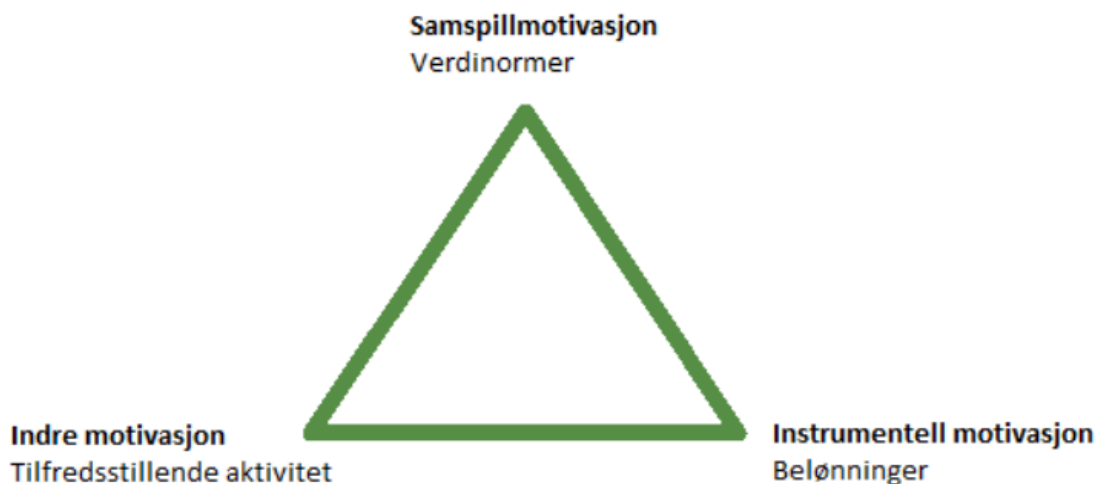 Samspillmotivasjon
Verdinormer
Indre motivasjon
Tilfredsstillende aktivitet
Instrumentell motivasjon
Belønninger